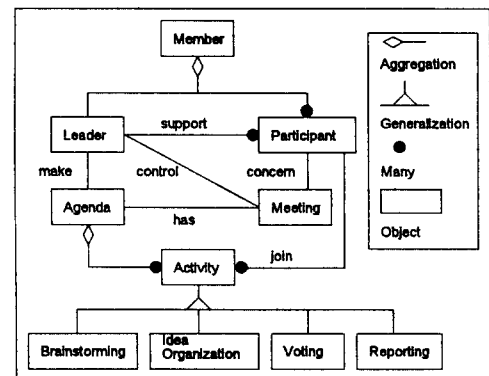 Member
Aggregation
Leader
support
Participant
Generalization
make
control
concern
Many
Agenda
has
Meeting
Object
Activity
join
Brainstorming
Idea
Organization
Voting
Reporting